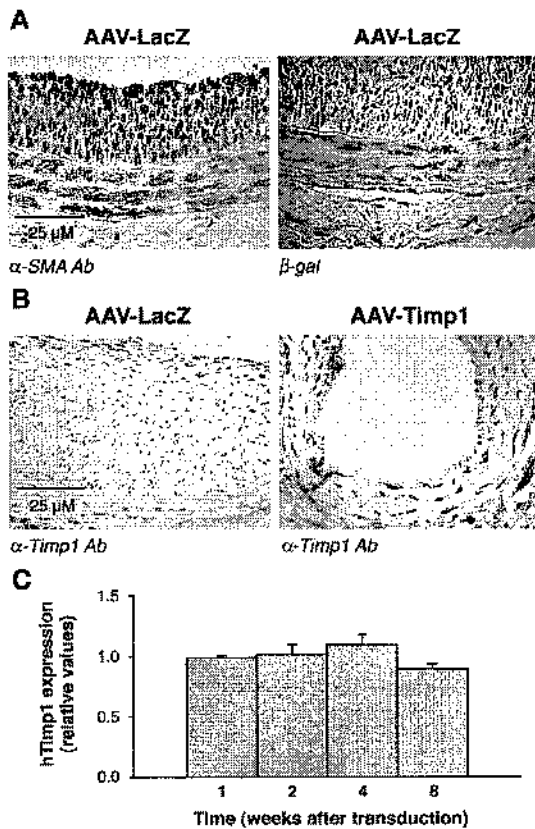 A
AAV-LacZ
AAV-LacZ
25 µM
α-SMA Ab
β-gal
B
AAV-LacZ
AAV-Timp1
25 µM
α-Timp1 Ab
α-Timp1 Ab
C
hTimp1 expression
(relative values)
1.5
1.0
0.5
0.0
1 2 4 8
Time (weeks after transduction)